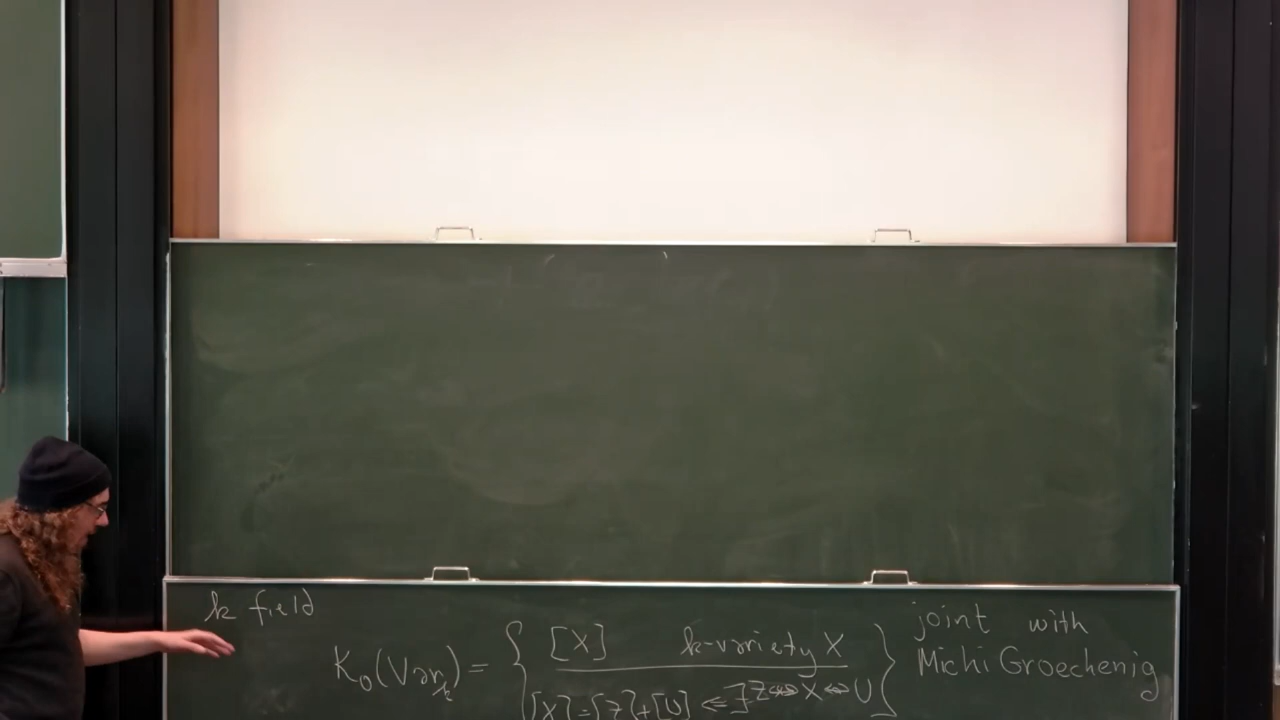 k field
K₀(Var_k) = { [X] k-variety X }
[X]=[Z]+[U] ⇐ ∃ Z ↪ X ↩ U
joint with
Michi Groechenig